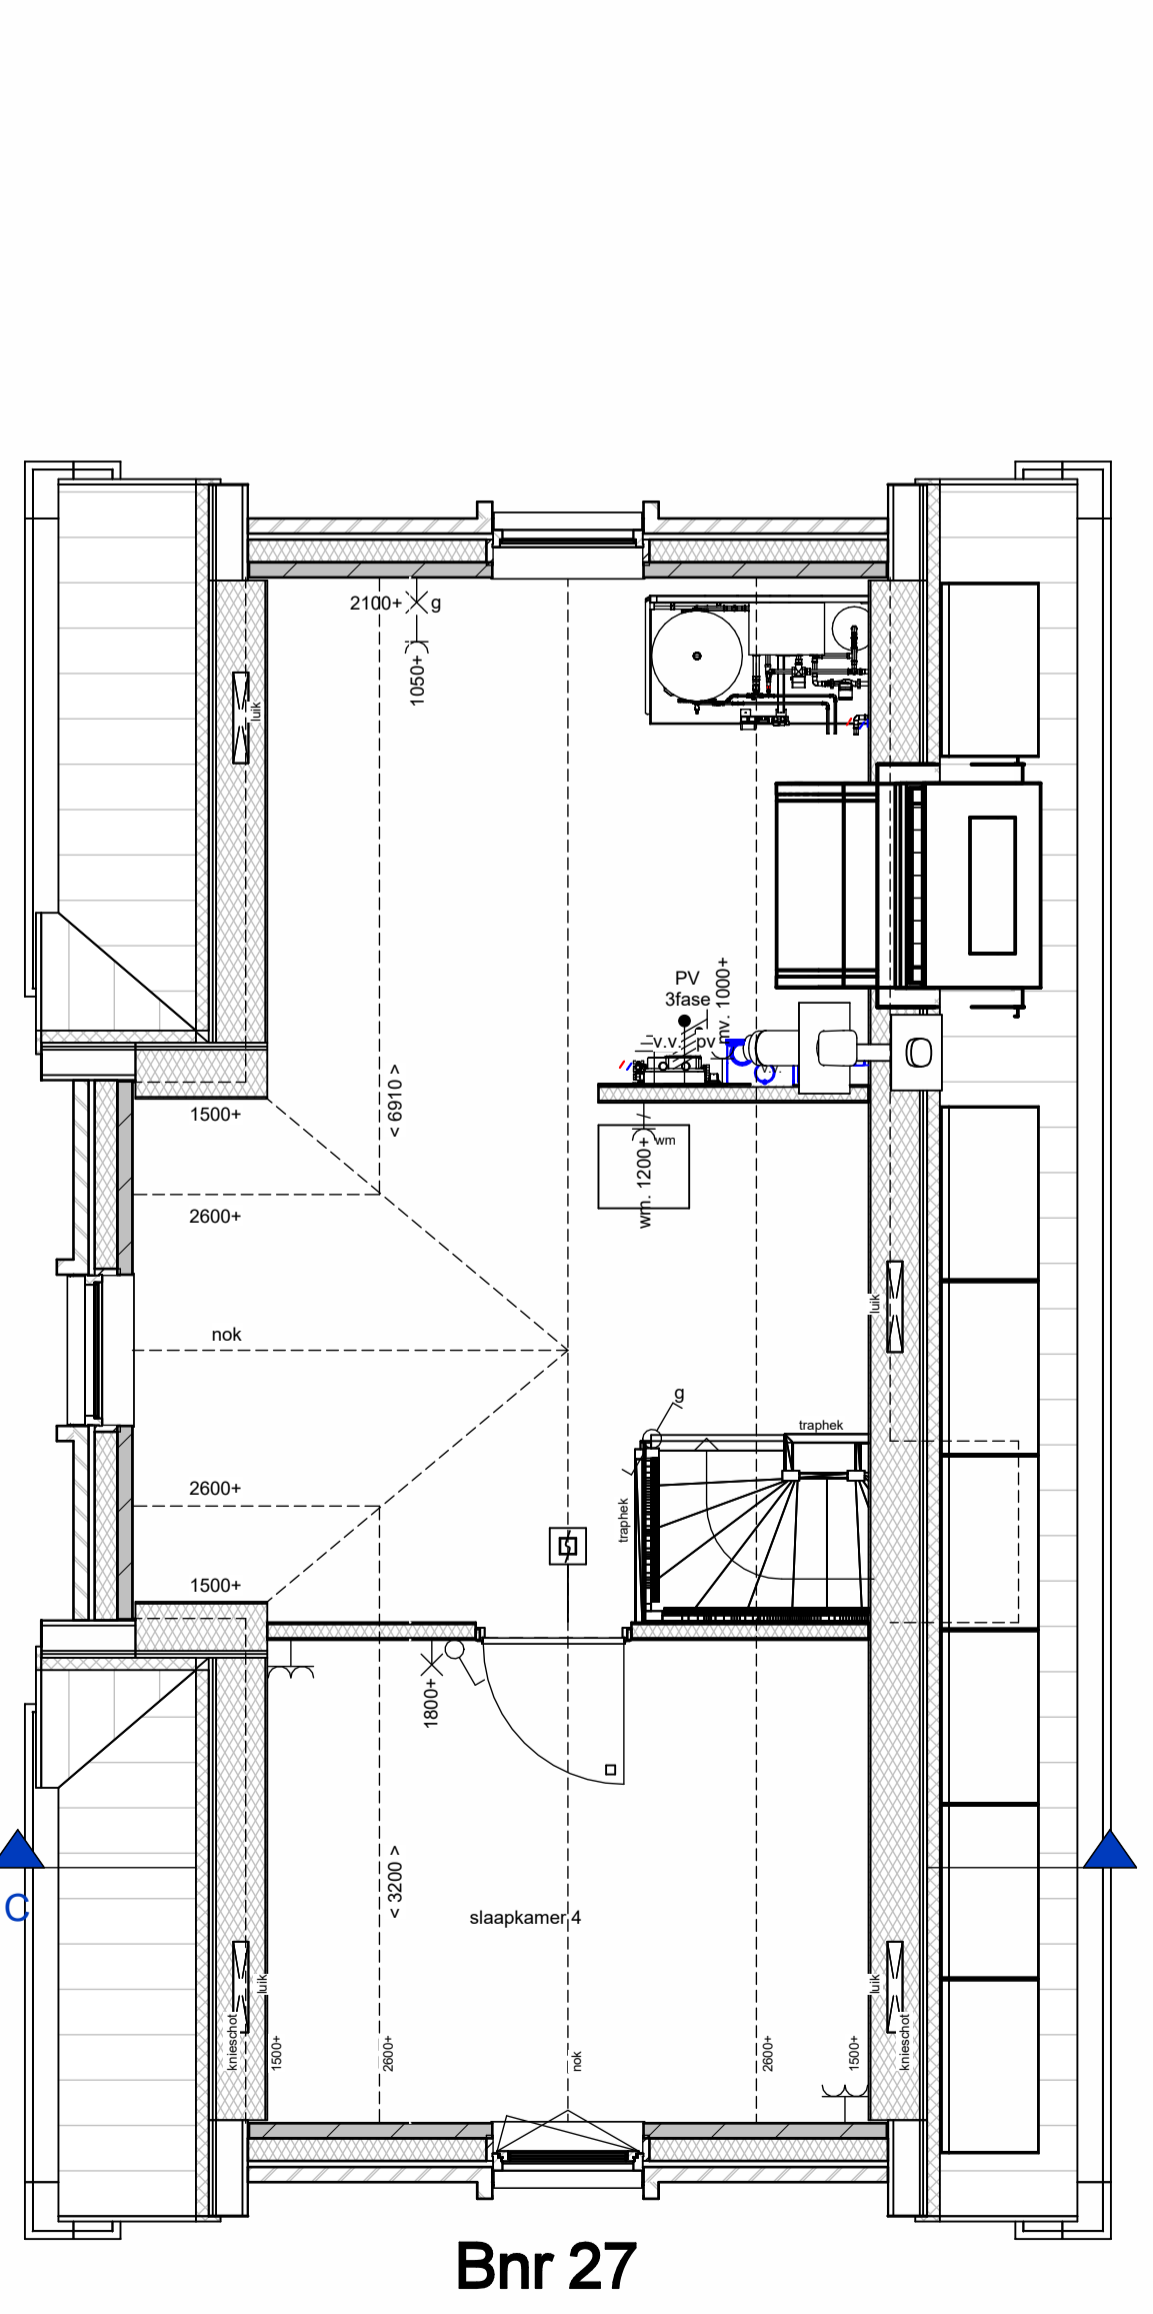 2100+
g
1050+
luik
PV
3fase
mv. 1000+
v.v.
pv
< 6910 >
1500+
wm
wm. 1200+
2600+
luik
nok
g
traphek
2600+
traphek
1500+
1800+
< 3200 >
C
slaapkamer 4
luik
luik
knieschot
1500+
2600+
nok
2600+
1500+
knieschot
Bnr 27